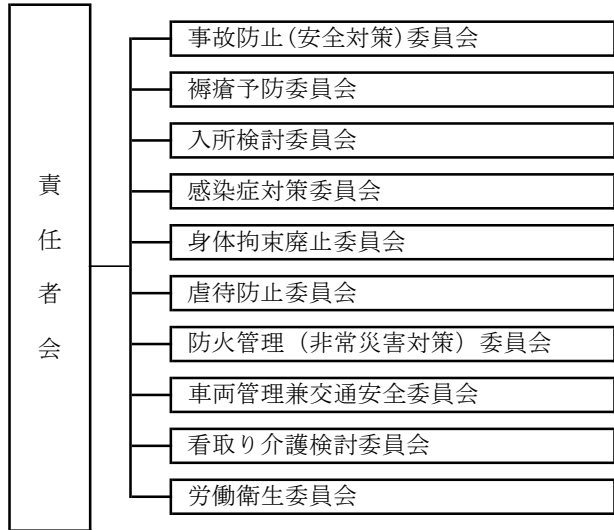 責任者会
事故防止(安全対策)委員会
褥瘡予防委員会
入所検討委員会
感染症対策委員会
身体拘束廃止委員会
虐待防止委員会
防火管理（非常災害対策）委員会
車両管理兼交通安全委員会
看取り介護検討委員会
労働衛生委員会